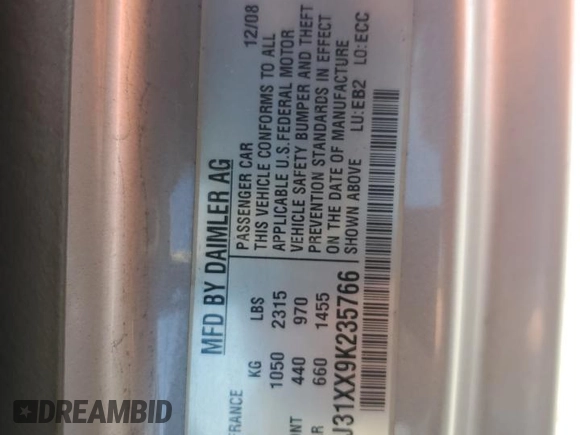 MFD BY DAIMLER AG
12/08
PASSENGER CAR
THIS VEHICLE CONFORMS TO ALL
APPLICABLE U.S.FEDERAL MOTOR
VEHICLE SAFETY BUMPER AND THEFT
PREVENTION STANDARDS IN EFFECT
ON THE DATE OF MANUFACTURE
SHOWN ABOVE LU:EB2 LO:ECC
FRANCE
KG LBS
1050 2315
NT 440 970
R 660 1455
J31XX9K235766
DREAMBID